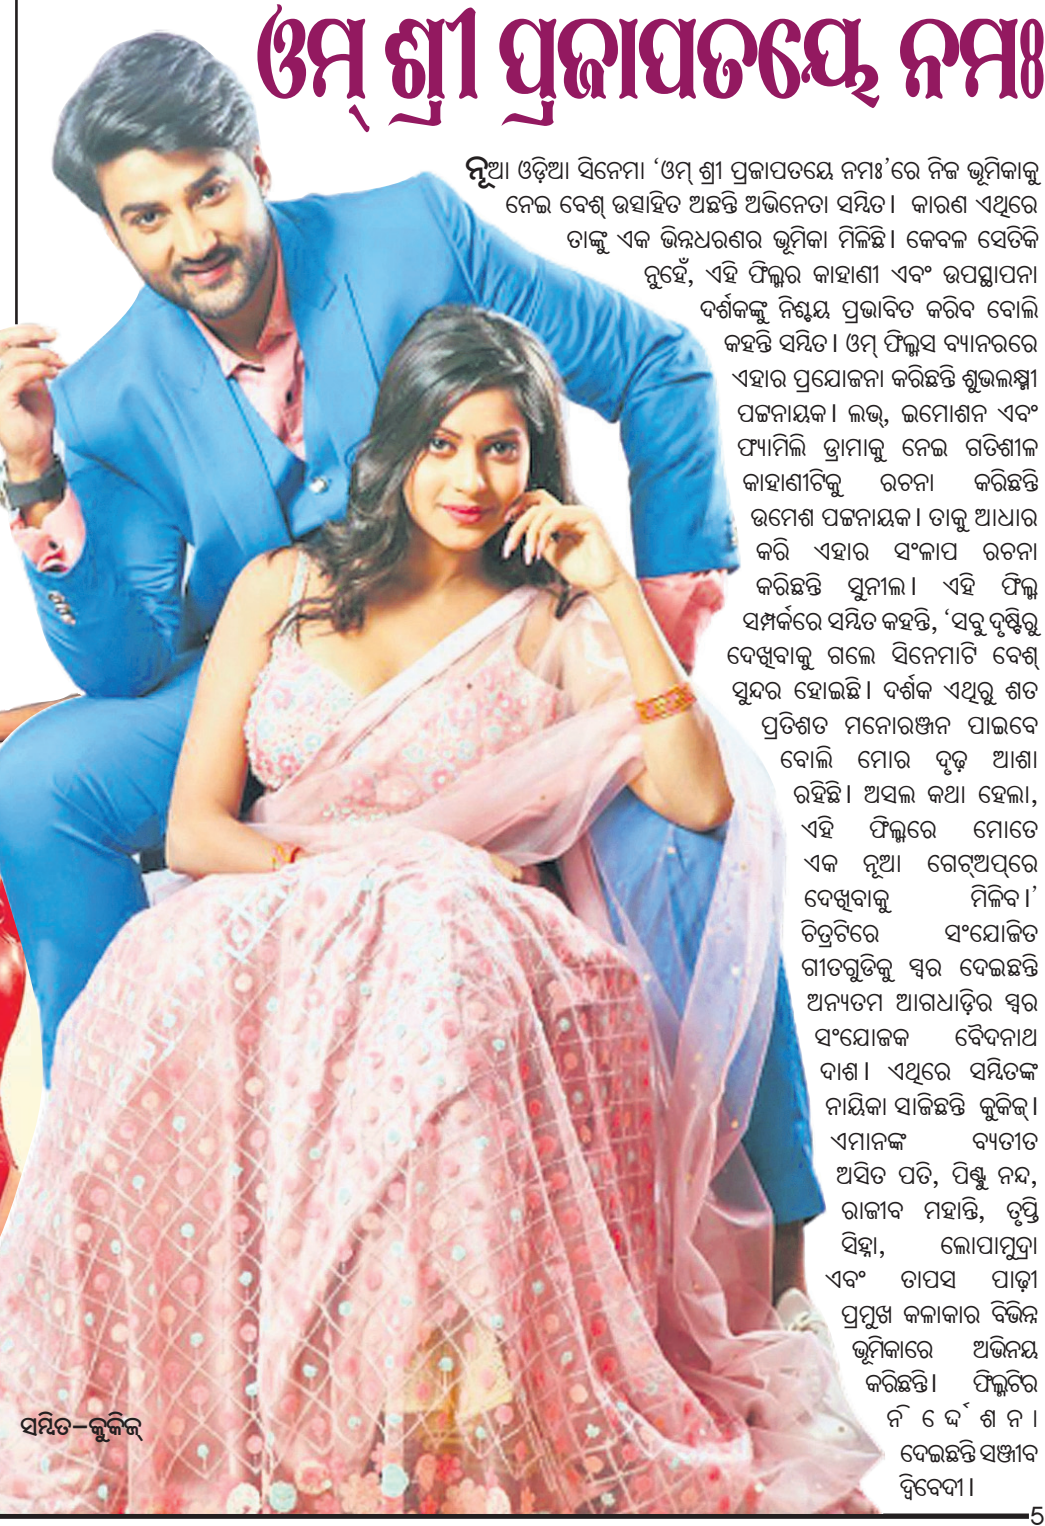 ଓମ୍ ଶ୍ରୀ ପ୍ରଜାପତୟେ ନମଃ
ନୂଆ ଓଡ଼ିଆ ସିନେମା ‘ଓମ୍ ଶ୍ରୀ ପ୍ରଜାପତୟେ ନମଃ’ରେ ନିଜ ଭୂମିକାକୁ
ନେଇ ବେଶ୍ ଉତ୍ସାହିତ ଅଛନ୍ତି ଅଭିନେତା ସମ୍ବିତ। କାରଣ ଏଥିରେ
ତାଙ୍କୁ ଏକ ଭିନ୍ନଧରଣର ଭୂମିକା ମିଳିଛି। କେବଳ ସେତିକି
ନୁହେଁ, ଏହି ଫିଲ୍ମର କାହାଣୀ ଏବଂ ଉପସ୍ଥାପନା
ଦର୍ଶକଙ୍କୁ ନିଶ୍ଚୟ ପ୍ରଭାବିତ କରିବ ବୋଲି
କହନ୍ତି ସମ୍ବିତ। ଓମ୍ ଫିଲ୍ମସ ବ୍ୟାନରରେ
ଏହାର ପ୍ରଯୋଜନା କରିଛନ୍ତି ଶୁଭଲକ୍ଷ୍ମୀ
ପଟ୍ଟନାୟକ। ଲଭ୍, ଇମୋଶନ ଏବଂ
ଫ୍ୟାମିଲି ଡ୍ରାମାକୁ ନେଇ ଗତିଶୀଳ
କାହାଣୀଟିକୁ ରଚନା କରିଛନ୍ତି
ଉମେଶ ପଟ୍ଟନାୟକ। ତାକୁ ଆଧାର
କରି ଏହାର ସଂଳାପ ରଚନା
କରିଛନ୍ତି ସୁନୀଲ। ଏହି ଫିଲ୍ମ
ସମ୍ପର୍କରେ ସମ୍ବିତ କହନ୍ତି, ‘ସବୁ ଦୃଷ୍ଟିରୁ
ଦେଖିବାକୁ ଗଲେ ସିନେମାଟି ବେଶ୍
ସୁନ୍ଦର ହୋଇଛି। ଦର୍ଶକ ଏଥିରୁ ଶତ
ପ୍ରତିଶତ ମନୋରଞ୍ଜନ ପାଇବେ
ବୋଲି ମୋର ଦୃଢ଼ ଆଶା
ରହିଛି। ଅସଲ କଥା ହେଲା,
ଏହି ଫିଲ୍ମରେ ମୋତେ
ଏକ ନୂଆ ଗେଟ୍ଅପ୍‌ରେ
ଦେଖିବାକୁ ମିଳିବ।’
ଚିତ୍ରଟିରେ ସଂଯୋଜିତ
ଗୀତଗୁଡିକୁ ସ୍ୱର ଦେଇଛନ୍ତି
ଅନ୍ୟତମ ଆଗଧାଡ଼ିର ସ୍ୱର
ସଂଯୋଜକ ବୈଦନାଥ
ଦାଶ। ଏଥିରେ ସମ୍ବିତଙ୍କ
ନାୟିକା ସାଜିଛନ୍ତି କୁକିଜ୍।
ଏମାନଙ୍କ ବ୍ୟତୀତ
ଅସିତ ପତି, ପିଣ୍ଟୁ ନନ୍ଦ,
ରାଜୀବ ମହାନ୍ତି, ତୃପ୍ତି
ସିହ୍ନା, ଲୋପାମୁଦ୍ରା
ଏବଂ ତାପସ ପାଢ଼ୀ
ପ୍ରମୁଖ କଳାକାର ବିଭିନ୍ନ
ଭୂମିକାରେ ଅଭିନୟ
କରିଛନ୍ତି। ଫିଲ୍ମଟିର
ନିର୍ଦ୍ଦେଶନ।
ଦେଇଛନ୍ତି ସଞ୍ଜୀବ
ଦ୍ୱିବେଦୀ।
ସମ୍ବିତ–କୁକିଜ୍
5